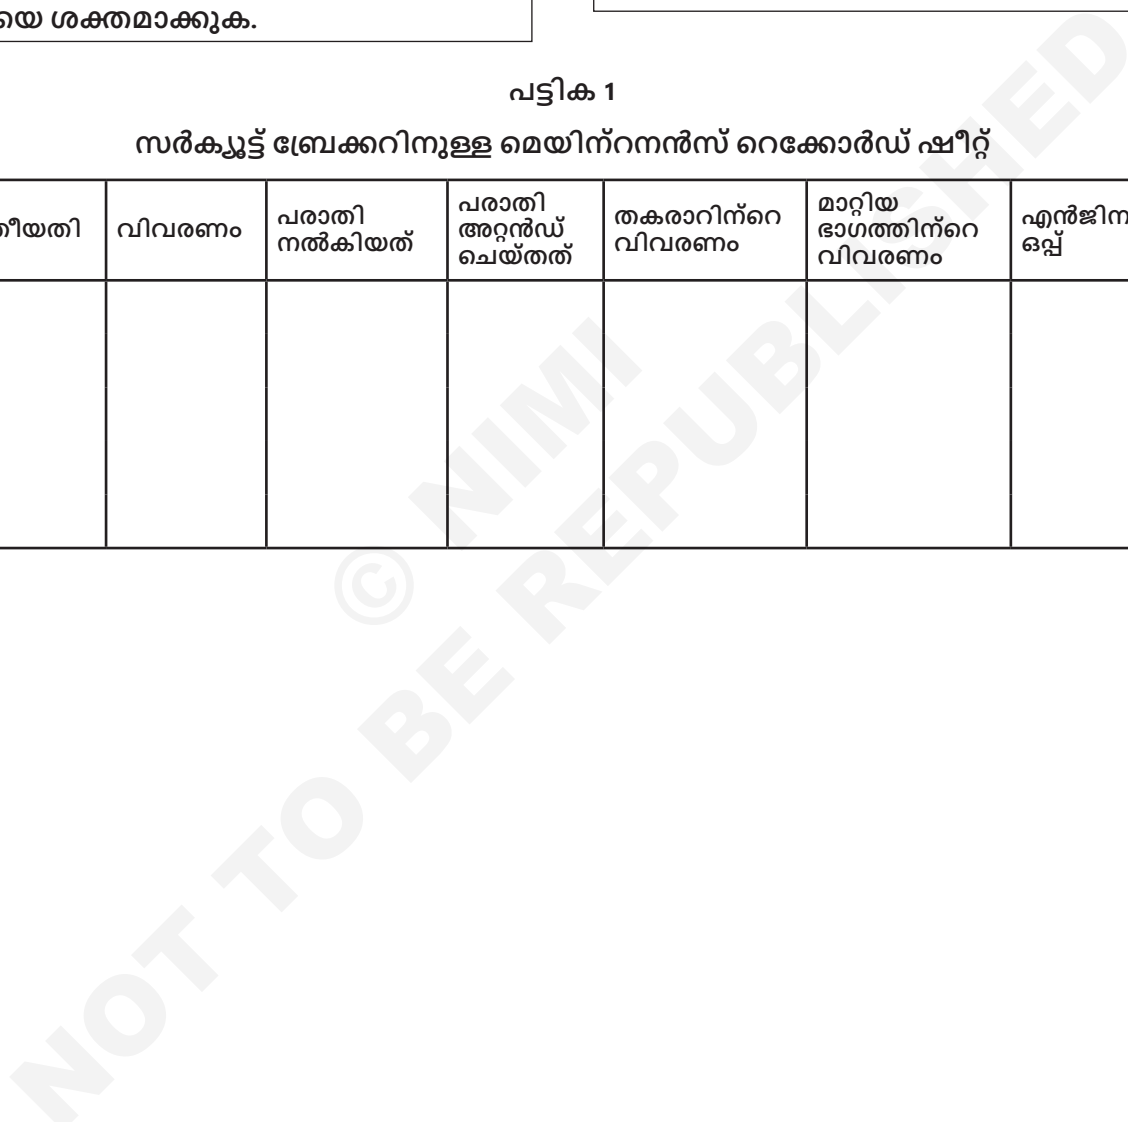 ശക്തമാക്കുക.
പട്ടിക 1
സർക്യൂട്ട് ബ്രേക്കറിനുള്ള മെയിന്റനൻസ് റെക്കോർഡ് ഷീറ്റ്
വിവരണം
പരാതി
നൽകിയത്
പരാതി
അറ്റൻഡ്
ചെയ്തത്
തകരാറിന്റെ
വിവരണം
മാറ്റിയ
ഭാഗത്തിന്റെ
വിവരണം
ഒപ്പ്
© NIMI
NOT TO BE REPUBLISHED